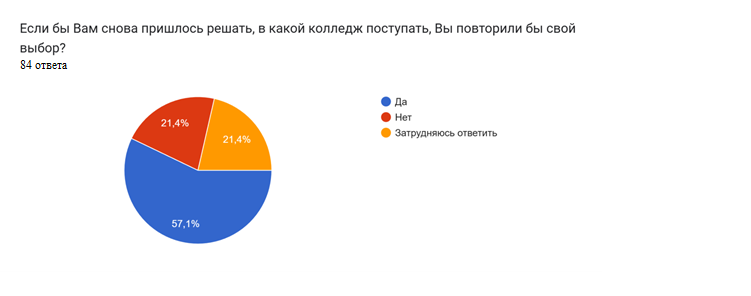 Если бы Вам снова пришлось решать, в какой колледж поступать, Вы повторили бы свой
выбор?
84 ответа
Да
Нет
Затрудняюсь ответить
21,4%
21,4%
57,1%